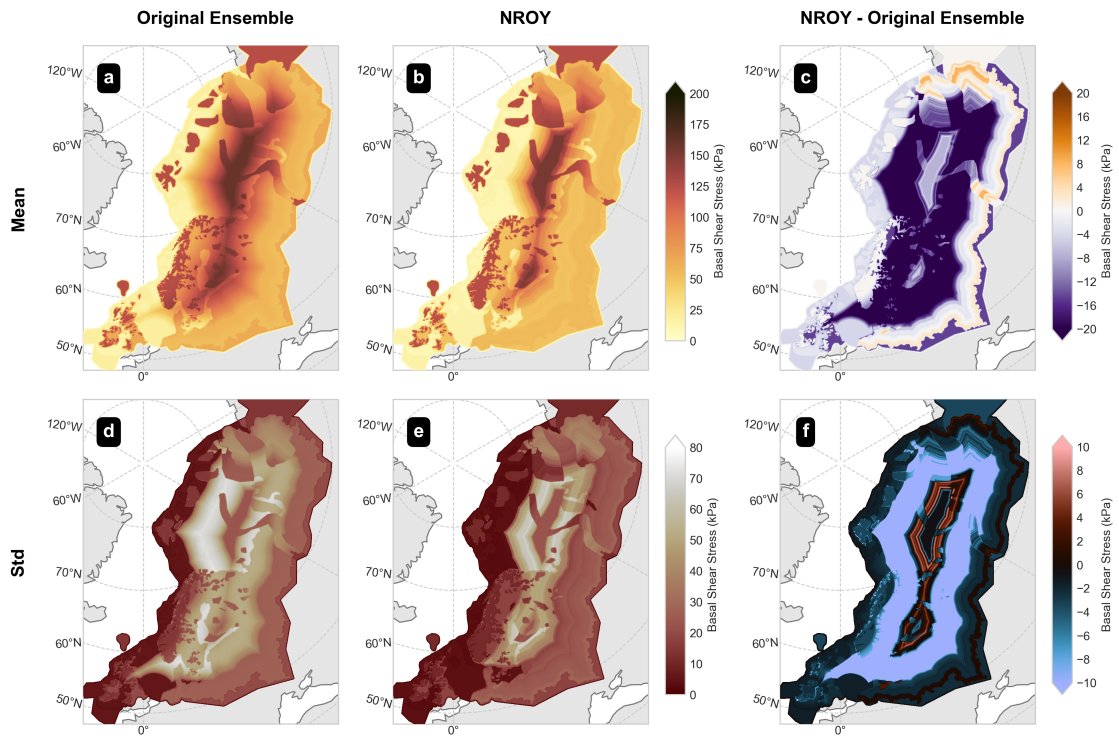 Original Ensemble
NROY
NROY - Original Ensemble
Mean
a
120°W
60°W
70°N
60°N
50°N
0°
b
120°W
60°W
70°N
60°N
50°N
0°
200
175
150
125
100
75
50
25
0
Basal Shear Stress (kPa)
c
120°W
60°W
70°N
60°N
50°N
0°
20
16
12
8
4
0
−4
−8
−12
−16
−20
Basal Shear Stress (kPa)
Std
d
120°W
60°W
70°N
60°N
50°N
0°
e
120°W
60°W
70°N
60°N
50°N
0°
80
70
60
50
40
30
20
10
0
Basal Shear Stress (kPa)
f
120°W
60°W
70°N
60°N
50°N
0°
10
8
6
4
2
0
−2
−4
−6
−8
−10
Basal Shear Stress (kPa)